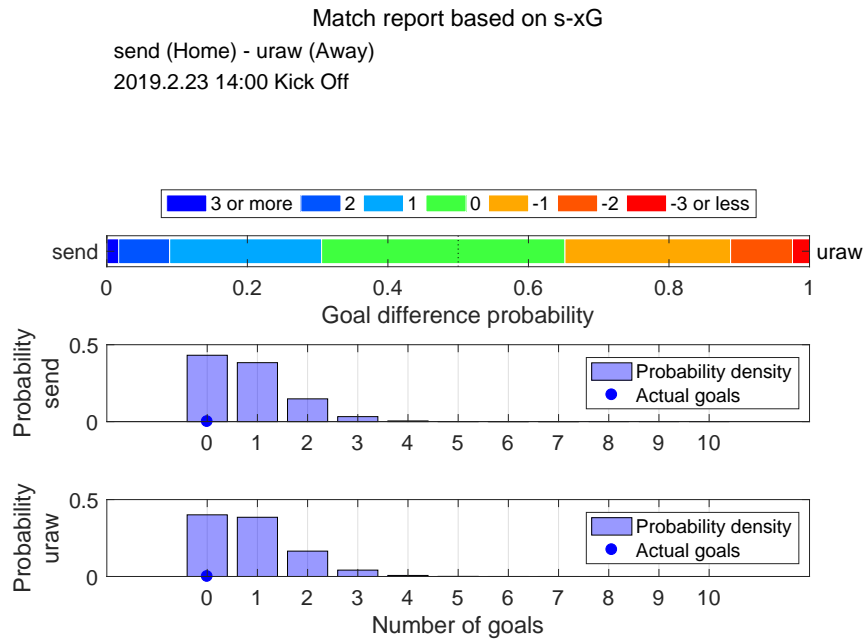 Match report based on s-xG
send (Home) - uraw (Away)
2019.2.23 14:00 Kick Off
3 or more 2 1 0 -1 -2 -3 or less
send uraw
0 0.2 0.4 0.6 0.8 1
Goal difference probability
Probability
send
0.5
0
Probability density
Actual goals
0 1 2 3 4 5 6 7 8 9 10
Probability
uraw
0.5
0
Probability density
Actual goals
0 1 2 3 4 5 6 7 8 9 10
Number of goals